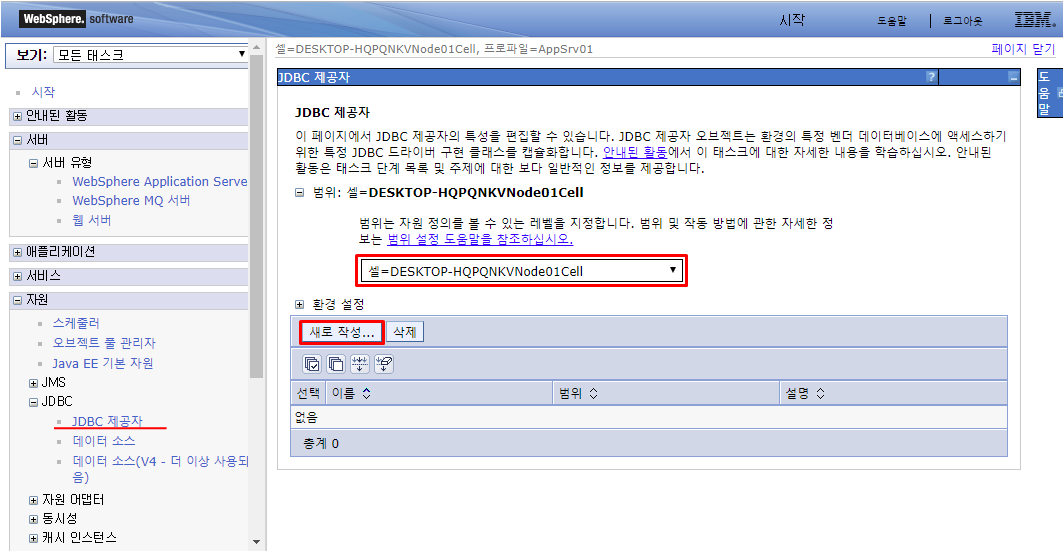 WebSphere. software
시작
도움말
로그아웃
IBM.
보기: 모든 태스크
시작
안내된 활동
서버
서버 유형
WebSphere Application Serve
WebSphere MQ 서버
웹 서버
애플리케이션
서비스
자원
스케줄러
오브젝트 풀 관리자
Java EE 기본 자원
JMS
JDBC
JDBC 제공자
데이터 소스
데이터 소스(V4 - 더 이상 사용되
음)
자원 어댑터
동시성
캐시 인스턴스
셀=DESKTOP-HQPQNKVNode01Cell, 프로파일=AppSrv01
페이지 닫기
JDBC 제공자
?
JDBC 제공자
이 페이지에서 JDBC 제공자의 특성을 편집할 수 있습니다. JDBC 제공자 오브젝트는 환경의 특정 벤더 데이터베이스에 액세스하기
위한 특정 JDBC 드라이버 구현 클래스를 캡슐화합니다. 안내된 활동에서 이 태스크에 대한 자세한 내용을 학습하십시오. 안내된
활동은 태스크 단계 목록 및 주제에 대한 보다 일반적인 정보를 제공합니다.
범위: 셀=DESKTOP-HQPQNKVNode01Cell
범위는 자원 정의를 볼 수 있는 레벨을 지정합니다. 범위 및 작동 방법에 관한 자세한 정
보는 범위 설정 도움말을 참조하십시오.
셀=DESKTOP-HQPQNKVNode01Cell
환경 설정
새로 작성... 삭제
선택 이름 범위 설명
없음
총계 0
도
움
말